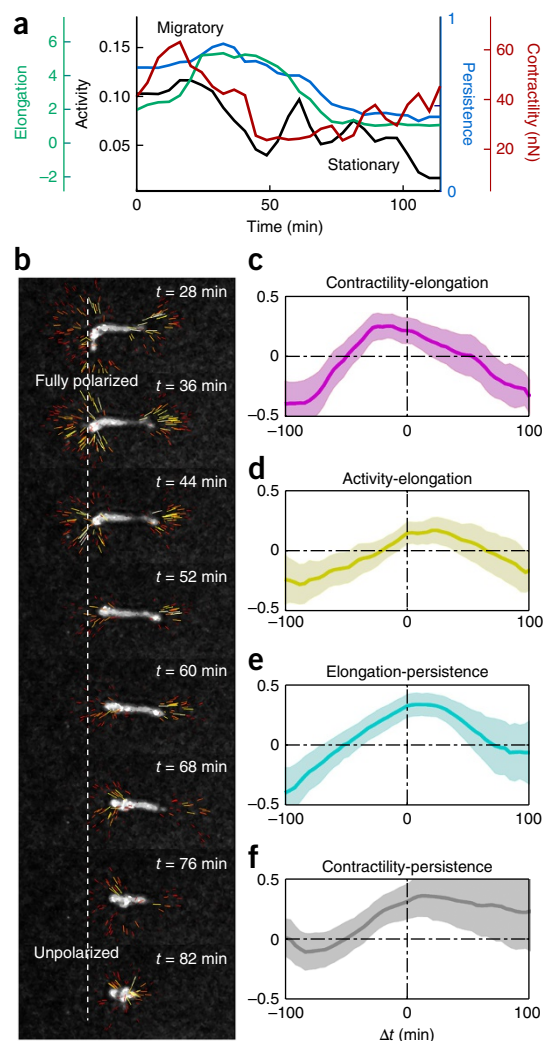 a
Elongation
6
4
2
0
−2
Activity
0.15
0.10
0.05
Migratory
Stationary
1
0
Persistence
60
40
20
Contractility (nN)
0
50
100
Time (min)
b
t = 28 min
Fully polarized
t = 36 min
t = 44 min
t = 52 min
t = 60 min
t = 68 min
t = 76 min
Unpolarized
t = 82 min
c
Contractility-elongation
0.5
0
−0.5
−100
0
100
d
Activity-elongation
0.5
0
−0.5
−100
0
100
e
Elongation-persistence
0.5
0
−0.5
−100
0
100
f
Contractility-persistence
0.5
0
−0.5
−100
0
100
Δt (min)